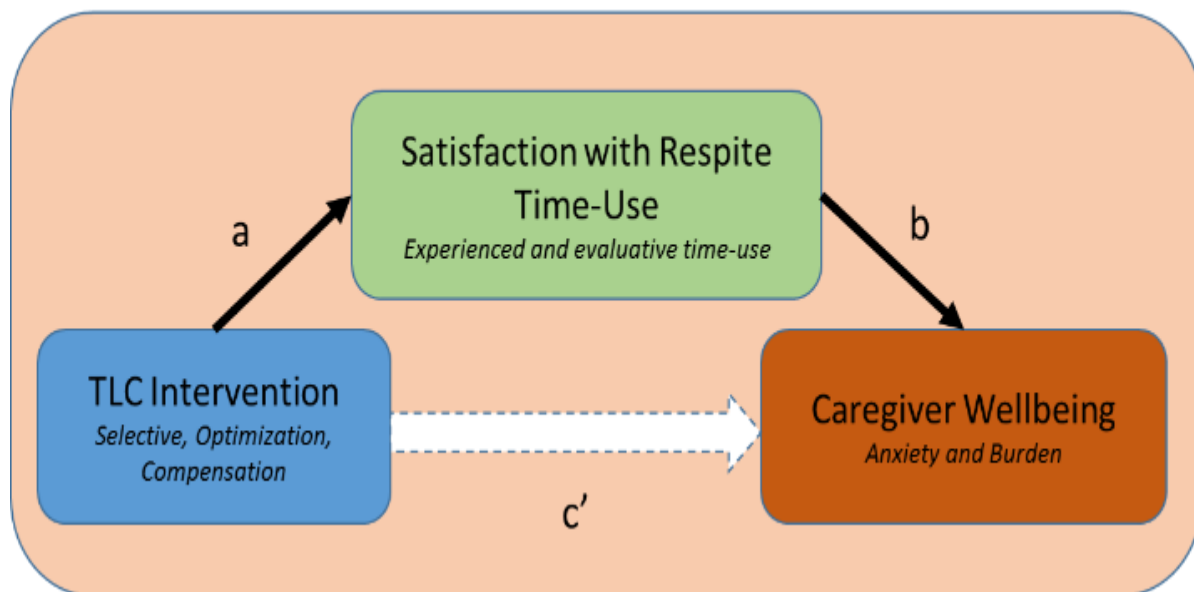 Satisfaction with Respite
Time-Use
Experienced and evaluative time-use
a
b
TLC Intervention
Selective, Optimization,
Compensation
Caregiver Wellbeing
Anxiety and Burden
c’